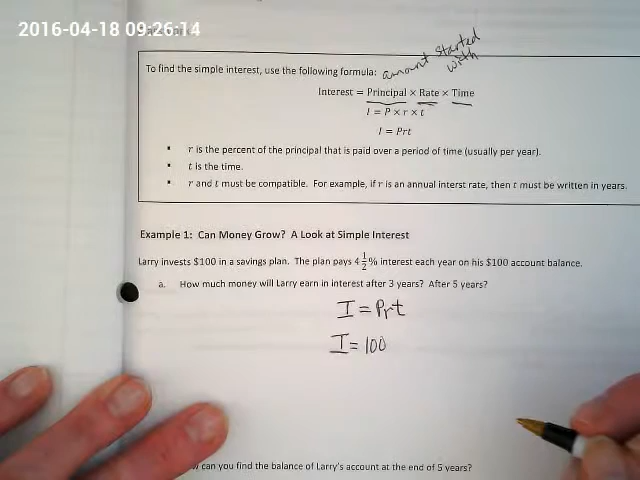 2016-04-18 09:26:14
To find the simple interest, use the following formula: amount started with
Interest = Principal × Rate × Time
I = P × r × t
I = Prt
▪ r is the percent of the principal that is paid over a period of time (usually per year).
▪ t is the time.
▪ r and t must be compatible. For example, if r is an annual interst rate, then t must be written in years.
Example 1: Can Money Grow? A Look at Simple Interest
Larry invests $100 in a savings plan. The plan pays 4 1/2% interest each year on his $100 account balance.
a. How much money will Larry earn in interest after 3 years? After 5 years?
I = Prt
I = 100
can you find the balance of Larry's account at the end of 5 years?